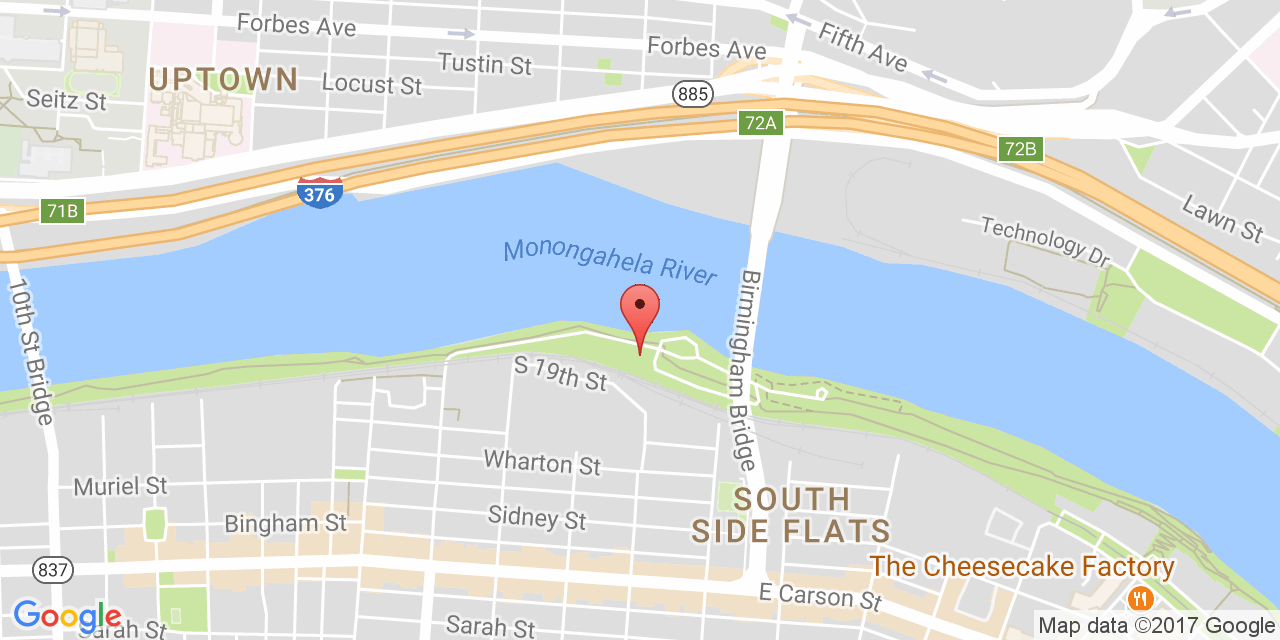 Forbes Ave
Forbes Ave
Fifth Ave
Tustin St
UPTOWN
Locust St
Seitz St
885
72A
72B
376
71B
Lawn St
Technology Dr
Monongahela River
Birmingham Bridge
10th St Bridge
S 19th St
Wharton St
Muriel St
SOUTH
SIDE FLATS
Sidney St
Bingham St
The Cheesecake Factory
837
E Carson St
Google
Sarah St
Sarah St
Map data ©2017 Google